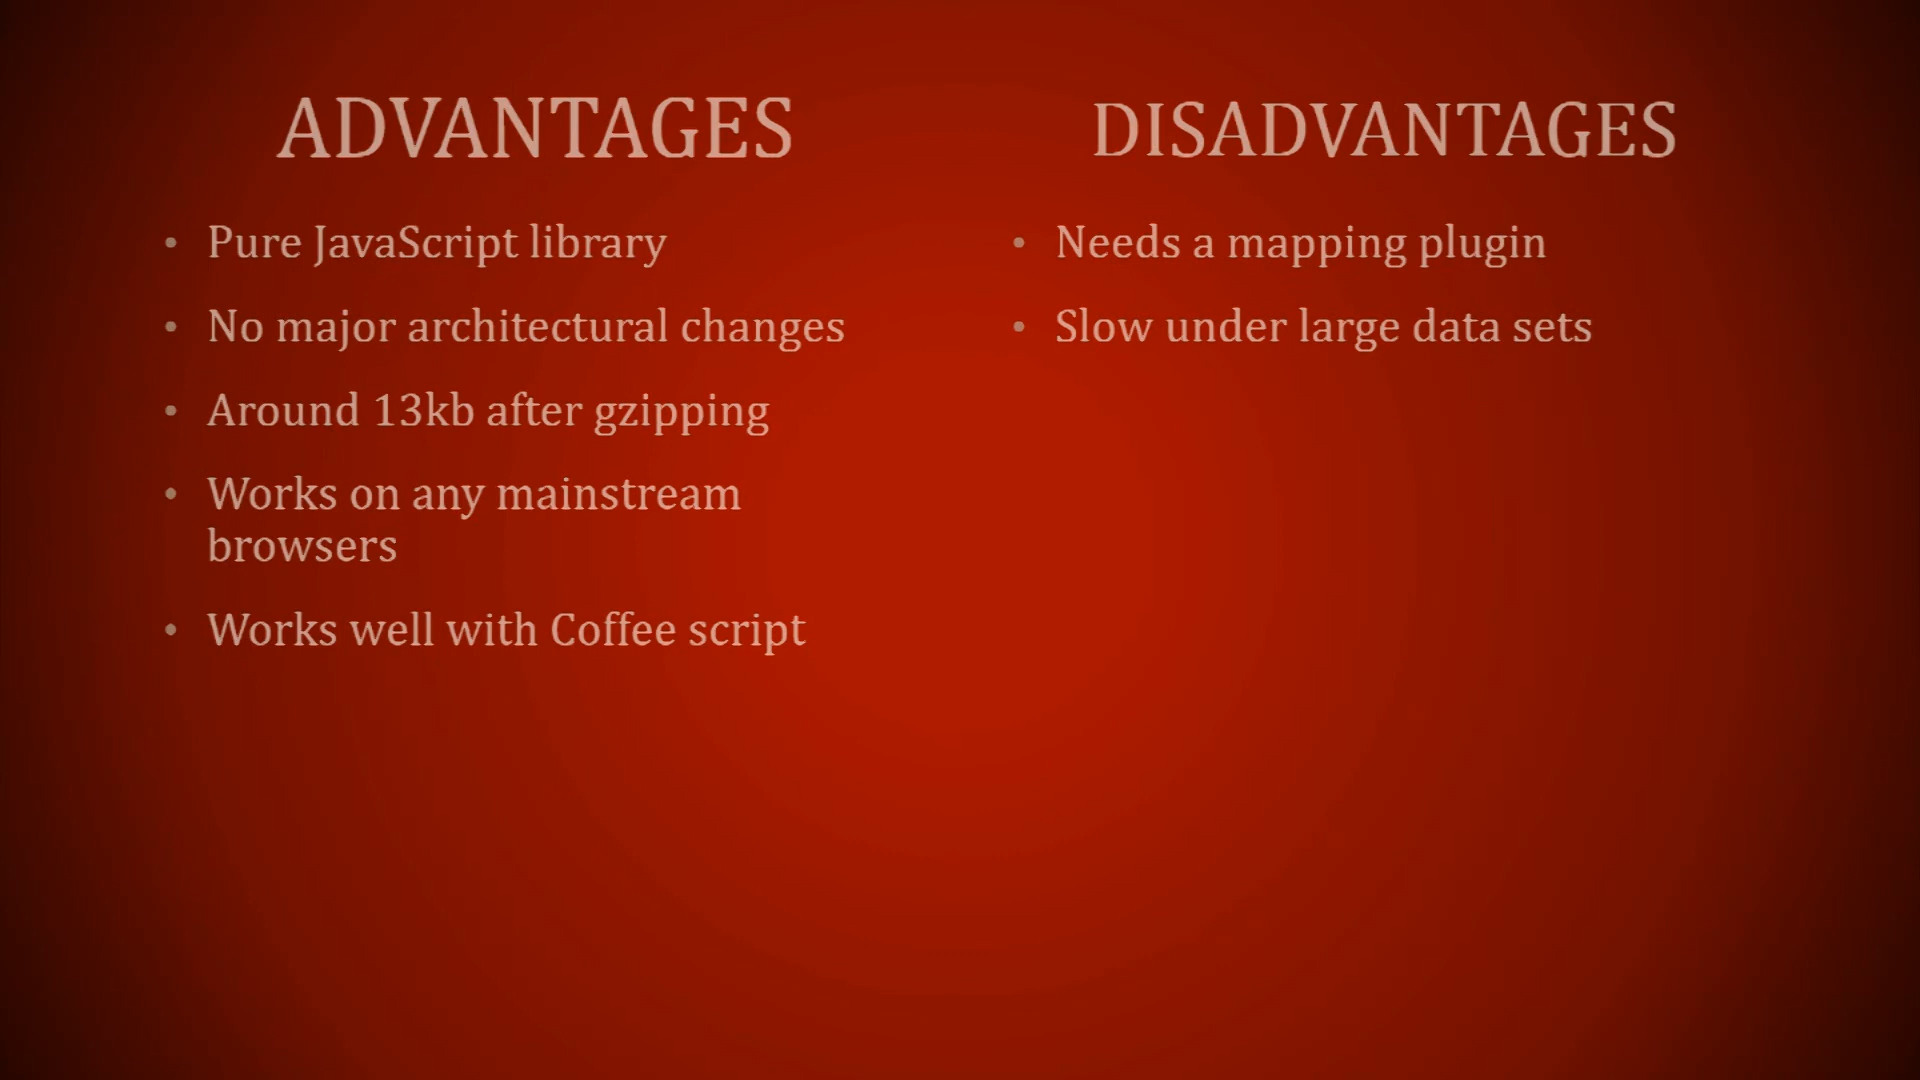 ADVANTAGES
• Pure JavaScript library
• No major architectural changes
• Around 13kb after gzipping
• Works on any mainstream
browsers
• Works well with Coffee script
DISADVANTAGES
• Needs a mapping plugin
• Slow under large data sets